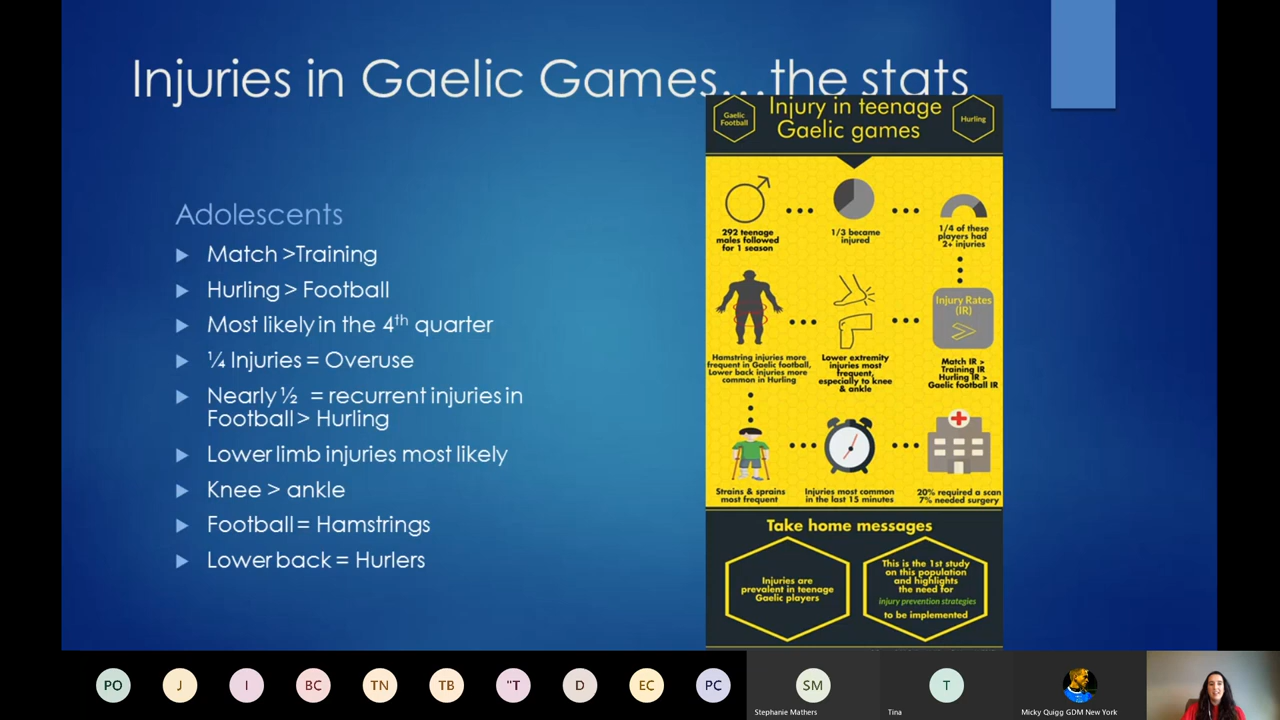 Injuries in Gaelic Games...the stats
Adolescents
Match >Training
Hurling > Football
Most likely in the 4th quarter
¼ Injuries = Overuse
Nearly ½ = recurrent injuries in
Football > Hurling
Lower limb injuries most likely
Knee > ankle
Football = Hamstrings
Lower back = Hurlers
Gaelic
Football
Injury in teenage
Gaelic games
Hurling
292 teenage
males followed
for 1 season
1/3 became
injured
1/4 of these
players had
2+ injuries
Hamstring injuries more
frequent in Gaelic football,
Lower back injuries more
common in Hurling
Lower extremity
injuries most
frequent,
especially to knee
& ankle
Injury Rates
(IR)
Match IR >
Training IR
Hurling IR >
Gaelic football IR
Strains & sprains
most frequent
Injuries most common
in the last 15 minutes
20% required a scan
7% needed surgery
Take home messages
Injuries are
prevalent in teenage
Gaelic players
This is the 1st study
on this population
and highlights
the need for
injury prevention strategies
to be implemented
PO
J
I
BC
TN
TB
"T
D
EC
PC
SM
Stephanie Mathers
T
Tina
Micky Quigg GDM New York